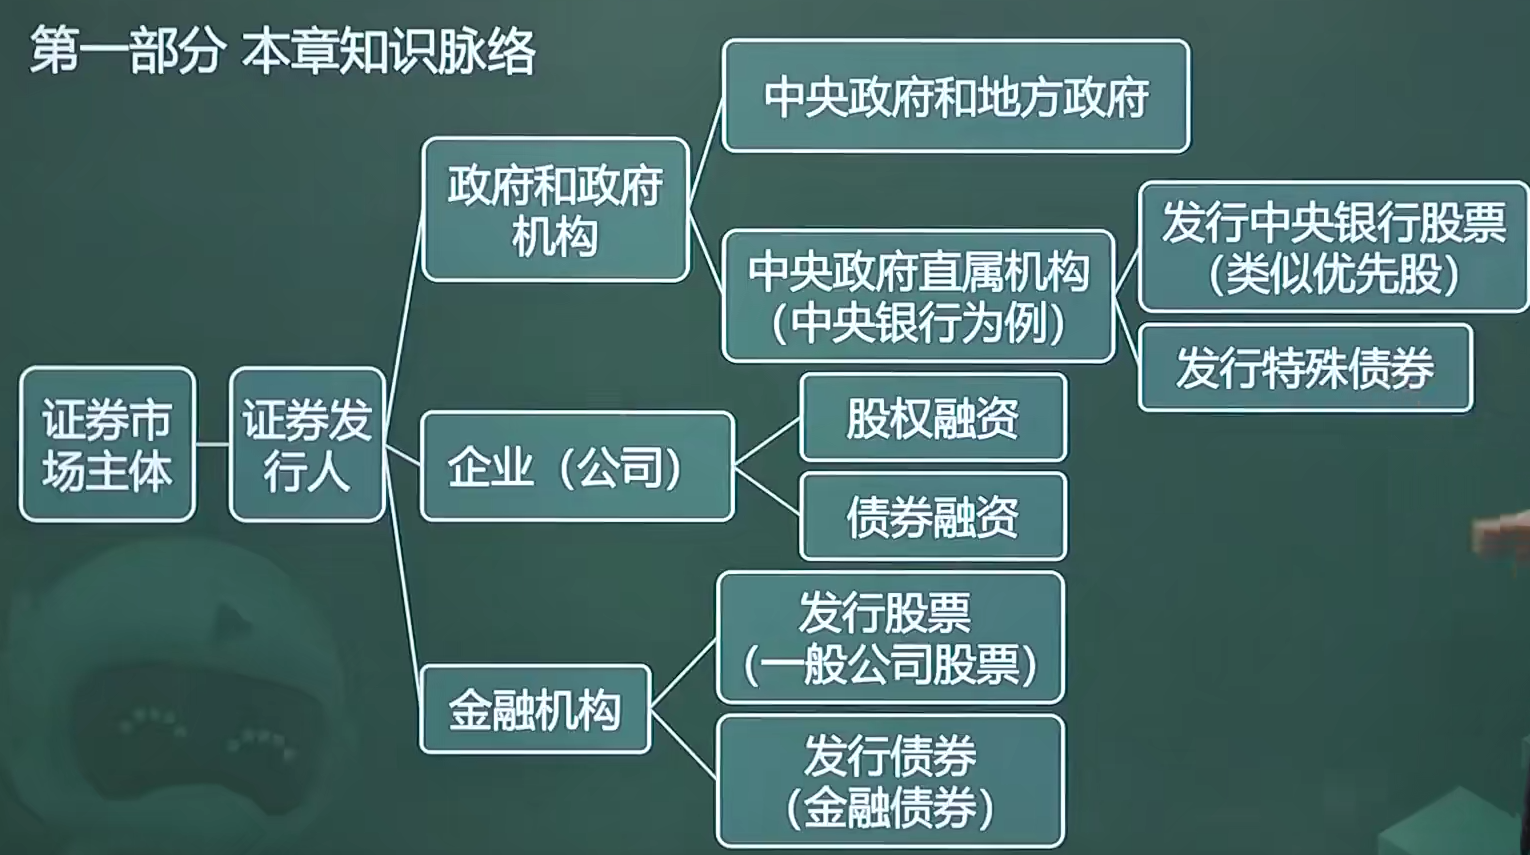 第一部分 本章知识脉络
证券市
场主体
证券发
行人
政府和政府
机构
中央政府和地方政府
中央政府直属机构
（中央银行为例）
发行中央银行股票
（类似优先股）
发行特殊债券
企业（公司）
股权融资
债券融资
金融机构
发行股票
（一般公司股票）
发行债券
（金融债券）